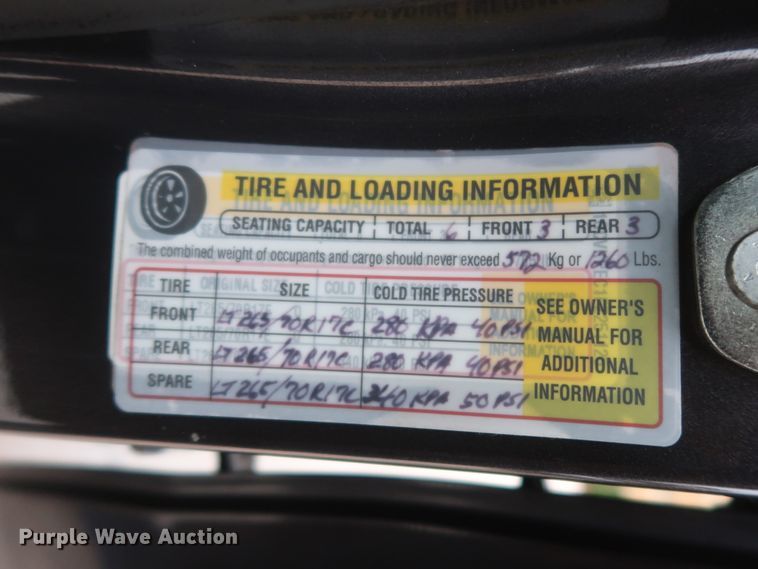 TIRE AND LOADING INFORMATION
SEATING CAPACITY TOTAL 6 FRONT 3 REAR 3
The combined weight of occupants and cargo should never exceed 572 Kg or 1260 Lbs.
TIRE SIZE COLD TIRE PRESSURE
FRONT LT265/70R17C 280 KPA 40 PSI
REAR LT265/70R17C 280 KPA 40 PSI
SPARE LT265/70R17C 340 KPA 50 PSI
SEE OWNER'S
MANUAL FOR
ADDITIONAL
INFORMATION
Purple Wave Auction